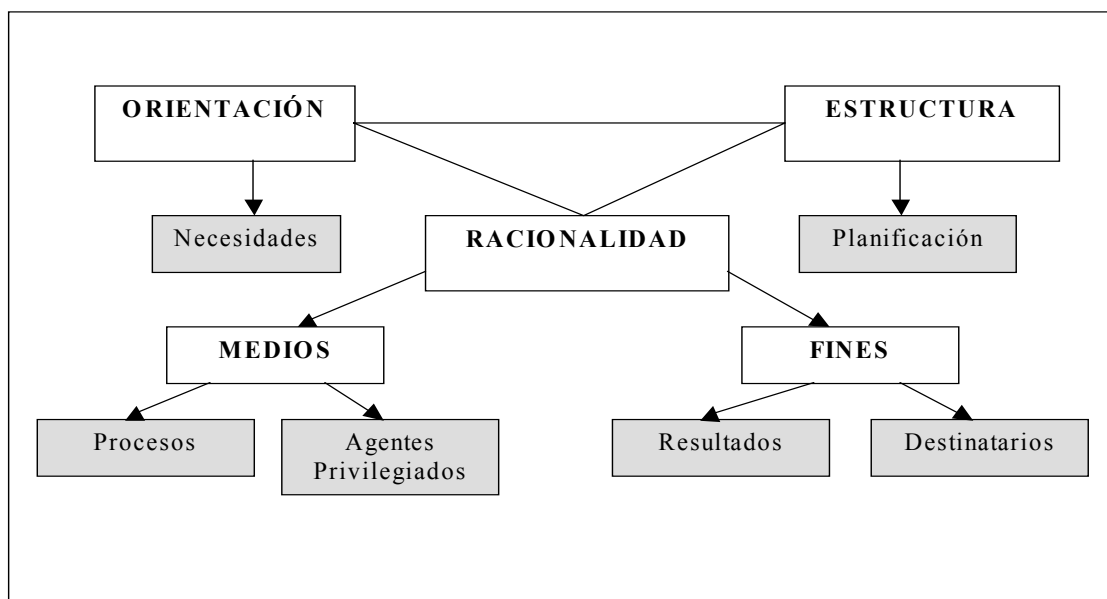 ORIENTACIÓN
ESTRUCTURA
Necesidades
RACIONALIDAD
Planificación
MEDIOS
FINES
Procesos
Agentes
Privilegiados
Resultados
Destinatarios